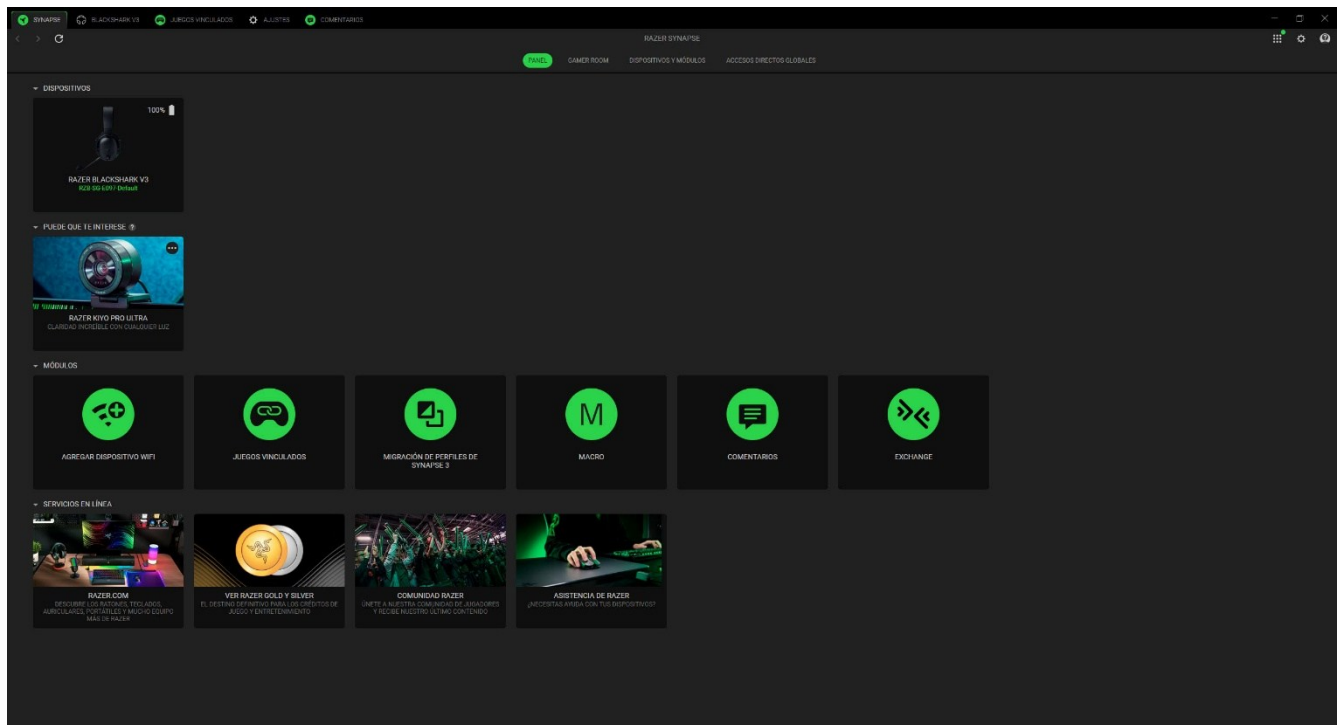 SYNAPSE
BLACKSHARK V3
JUEGOS VINCULADOS
AJUSTES
COMENTARIOS
RAZER SYNAPSE
PANEL
GAMER ROOM
DISPOSITIVOS Y MÓDULOS
ACCESOS DIRECTOS GLOBALES
DISPOSITIVOS
100%
RAZER BLACKSHARK V3
Default
PUEDE QUE TE INTERESE
RAZER KIYO PRO ULTRA
CLARIDAD INCREÍBLE CON CUALQUIER LUZ
MÓDULOS
AGREGAR DISPOSITIVO WIFI
JUEGOS VINCULADOS
MIGRACIÓN DE PERFILES DE
SYNAPSE 3
M
MACRO
COMENTARIOS
EXCHANGE
SERVICIOS EN LÍNEA
RAZER.COM
DESCUBRE LOS RATONES, TECLADOS,
AURICULARES, PORTÁTILES Y MUCHO EQUIPO
MÁS DE RAZER
VER RAZER GOLD Y SILVER
EL DESTINO DEFINITIVO PARA LOS CRÉDITOS DE
JUEGO Y ENTRETENIMIENTO
COMUNIDAD RAZER
ÚNETE A NUESTRA COMUNIDAD DE JUGADORES
Y RECIBE NUESTRO ÚLTIMO CONTENIDO
ASISTENCIA DE RAZER
¿NECESITAS AYUDA CON TUS DISPOSITIVOS?